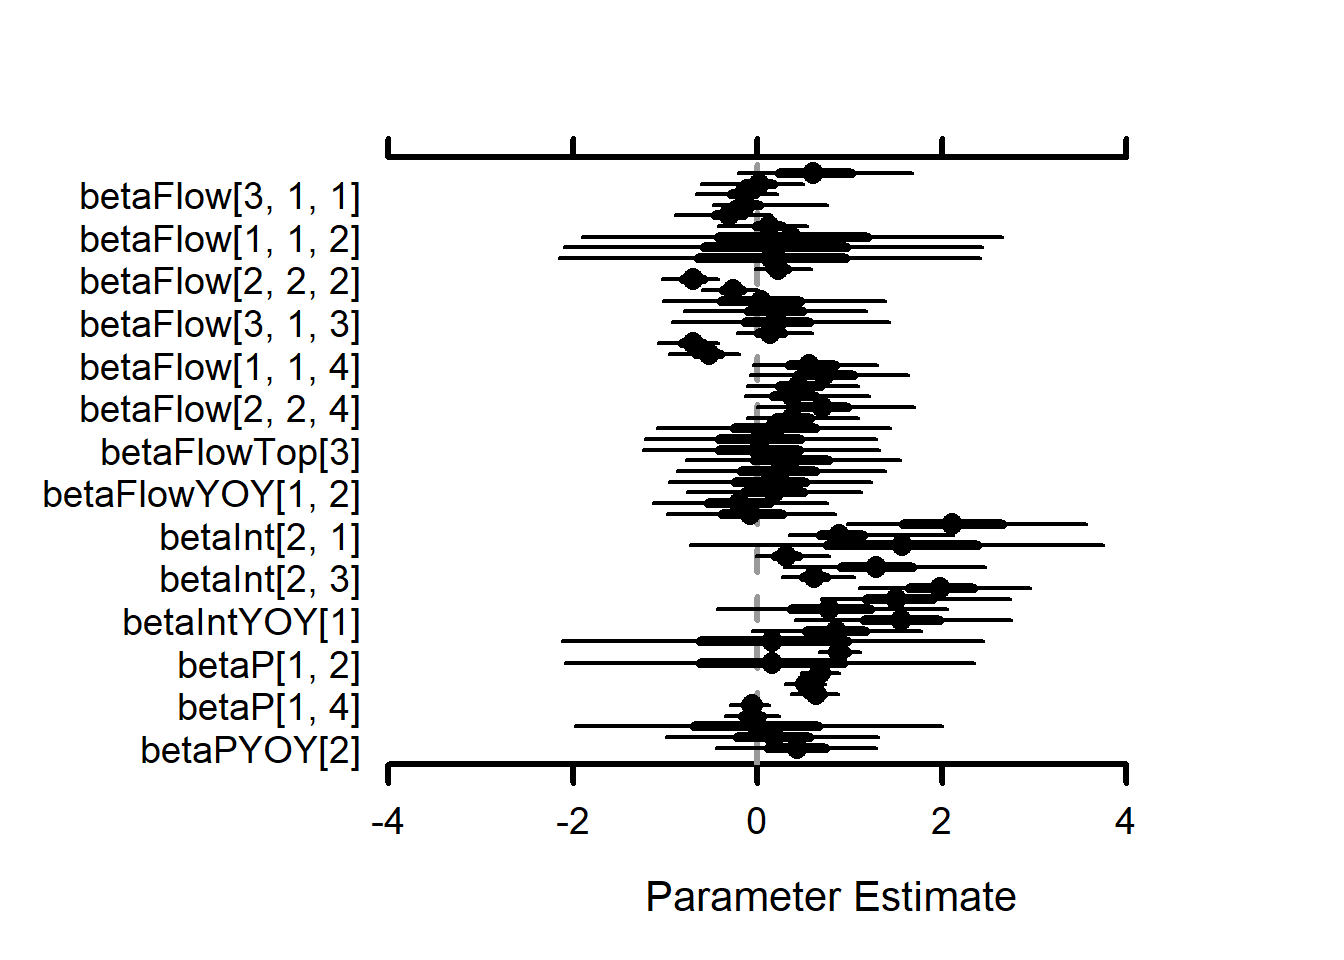 betaFlow[3, 1, 1]
betaFlow[1, 1, 2]
betaFlow[2, 2, 2]
betaFlow[3, 1, 3]
betaFlow[1, 1, 4]
betaFlow[2, 2, 4]
betaFlowTop[3]
betaFlowYOY[1, 2]
betaInt[2, 1]
betaInt[2, 3]
betaIntYOY[1]
betaP[1, 2]
betaP[1, 4]
betaPYOY[2]
-4 -2 0 2 4
Parameter Estimate